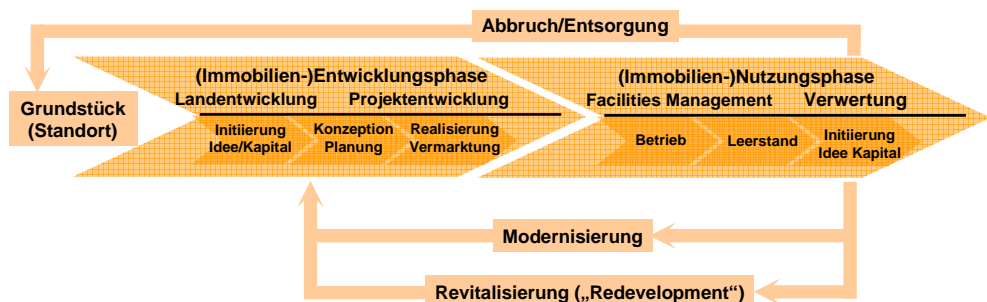 Abbruch/Entsorgung
(Immobilien-)Entwicklungsphase
(Immobilien-)Nutzungsphase
Grundstück
(Standort)
Landentwicklung
Projektentwicklung
Facilities Management
Verwertung
Initiierung
Idee/Kapital
Konzeption
Planung
Realisierung
Vermarktung
Betrieb
Leerstand
Initiierung
Idee Kapital
Modernisierung
Revitalisierung („Redevelopment“)